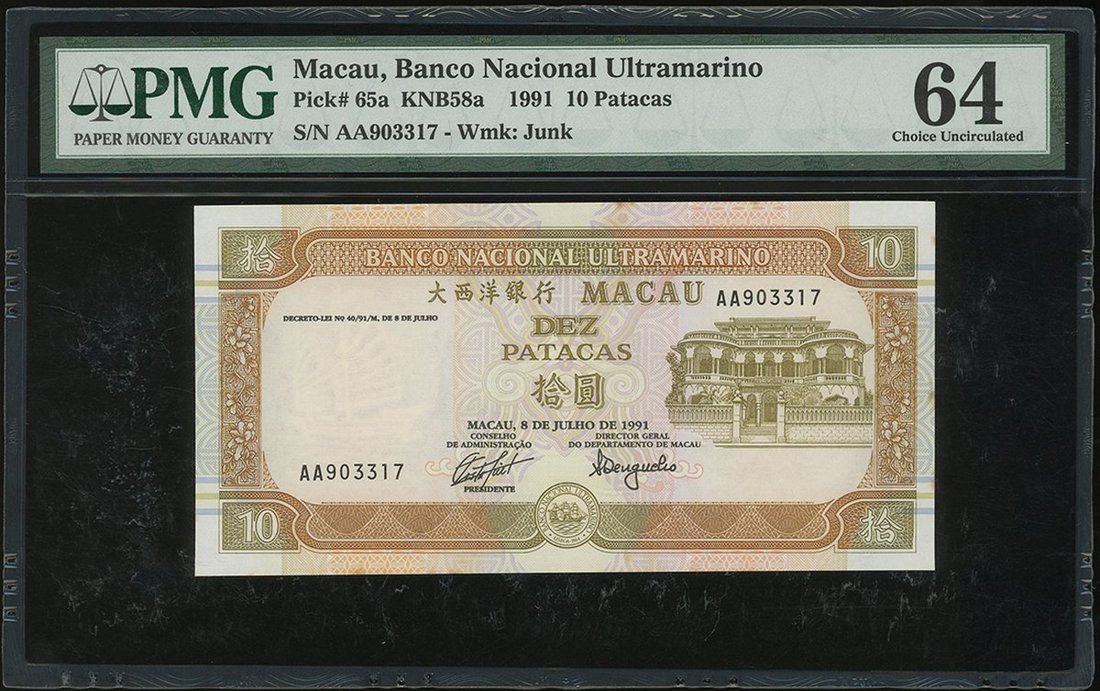 PMG
PAPER MONEY GUARANTY
Macau, Banco Nacional Ultramarino
Pick# 65a KNB58a 1991 10 Patacas
S/N AA903317 - Wmk: Junk
64
Choice Uncirculated
拾
10
BANCO NACIONAL ULTRAMARINO
大西洋銀行 MACAU AA903317
DECRETO-LEI Nº 40/91/M, DE 8 DE JULHO
DEZ
PATACAS
拾圓
MACAU, 8 DE JULHO DE 1991
CONSELHO
DE ADMINISTRAÇÃO
DIRECTOR GERAL
DO DEPARTAMENTO DE MACAU
AA903317
PRESIDENTE
BANCO NACIONAL ULTRAMARINO
10
拾